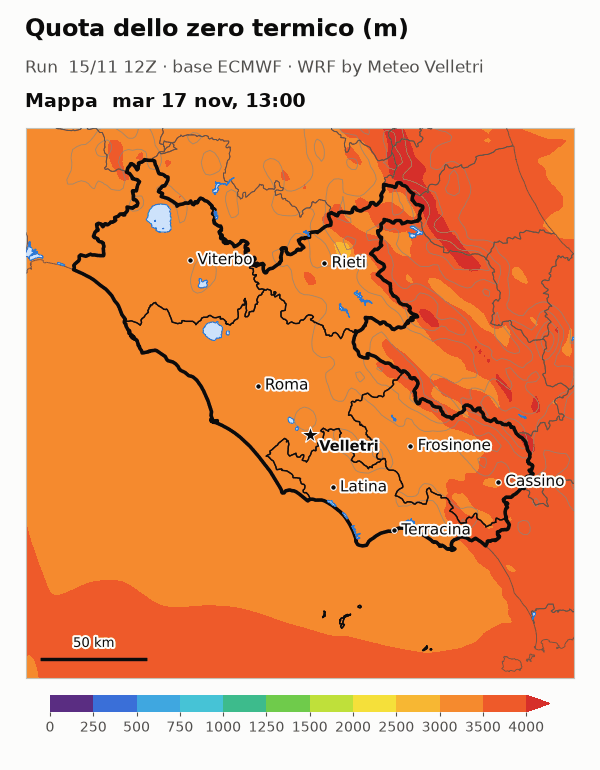 Quota dello zero termico (m)
Run  15/11 12Z · base ECMWF · WRF by Meteo Velletri
Mappa  mar 17 nov, 13:00
Viterbo
Rieti
Roma
Velletri
Frosinone
Cassino
Latina
Terracina
50 km
0 250 500 750 1000 1250 1500 2000 2500 3000 3500 4000